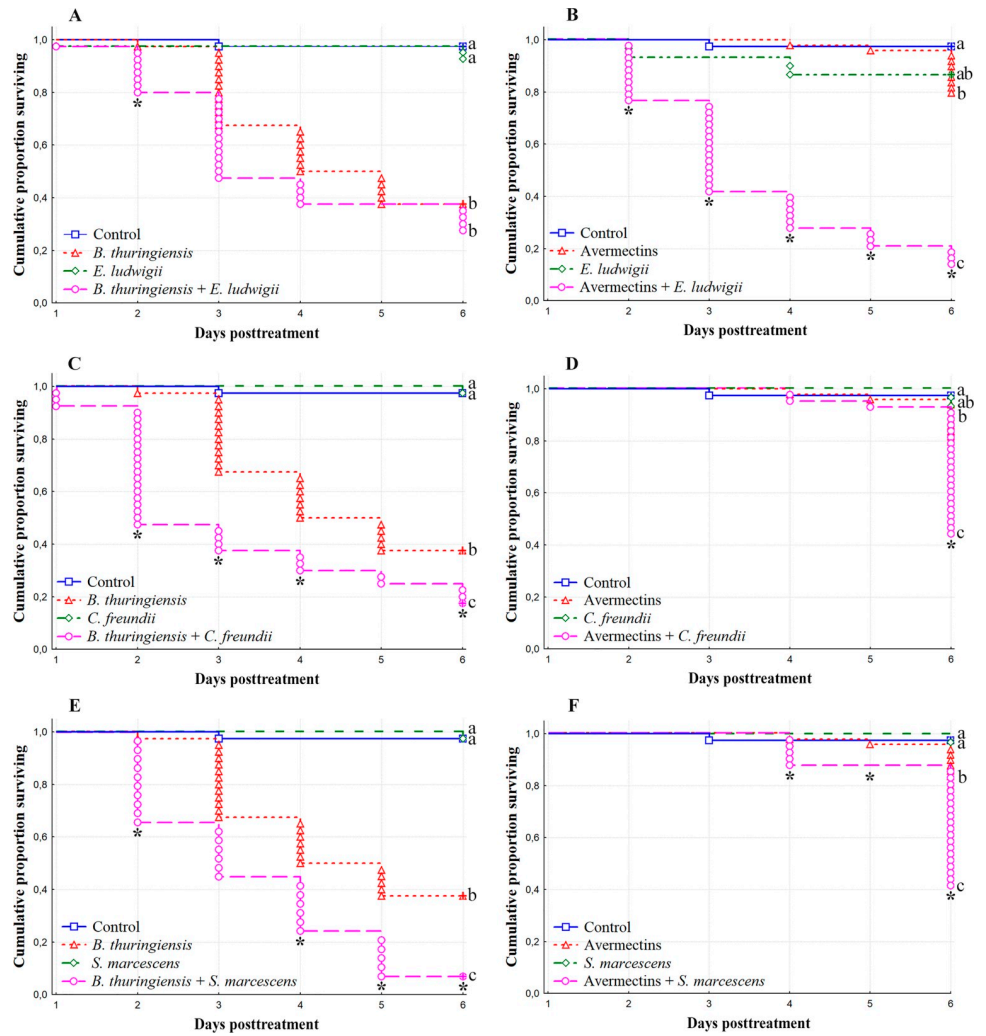 A
Cumulative proportion surviving
1,0
0,8
0,6
0,4
0,2
0,0
a
a
*
b
b
Control
B. thuringiensis
E. ludwigii
B. thuringiensis + E. ludwigii
1 2 3 4 5 6
Days posttreatment
B
Cumulative proportion surviving
1,0
0,8
0,6
0,4
0,2
0,0
a
ab
b
* * * * *
c
Control
Avermectins
E. ludwigii
Avermectins + E. ludwigii
1 2 3 4 5 6
Days posttreatment
C
Cumulative proportion surviving
1,0
0,8
0,6
0,4
0,2
0,0
a
a
b
c
* * * *
Control
B. thuringiensis
C. freundii
B. thuringiensis + C. freundii
1 2 3 4 5 6
Days posttreatment
D
Cumulative proportion surviving
1,0
0,8
0,6
0,4
0,2
0,0
a
ab
b
c
*
Control
Avermectins
C. freundii
Avermectins + C. freundii
1 2 3 4 5 6
Days posttreatment
E
Cumulative proportion surviving
1,0
0,8
0,6
0,4
0,2
0,0
a
a
b
c
* * * *
Control
B. thuringiensis
S. marcescens
B. thuringiensis + S. marcescens
1 2 3 4 5 6
Days posttreatment
F
Cumulative proportion surviving
1,0
0,8
0,6
0,4
0,2
0,0
a
a
b
c
* * *
Control
Avermectins
S. marcescens
Avermectins + S. marcescens
1 2 3 4 5 6
Days posttreatment